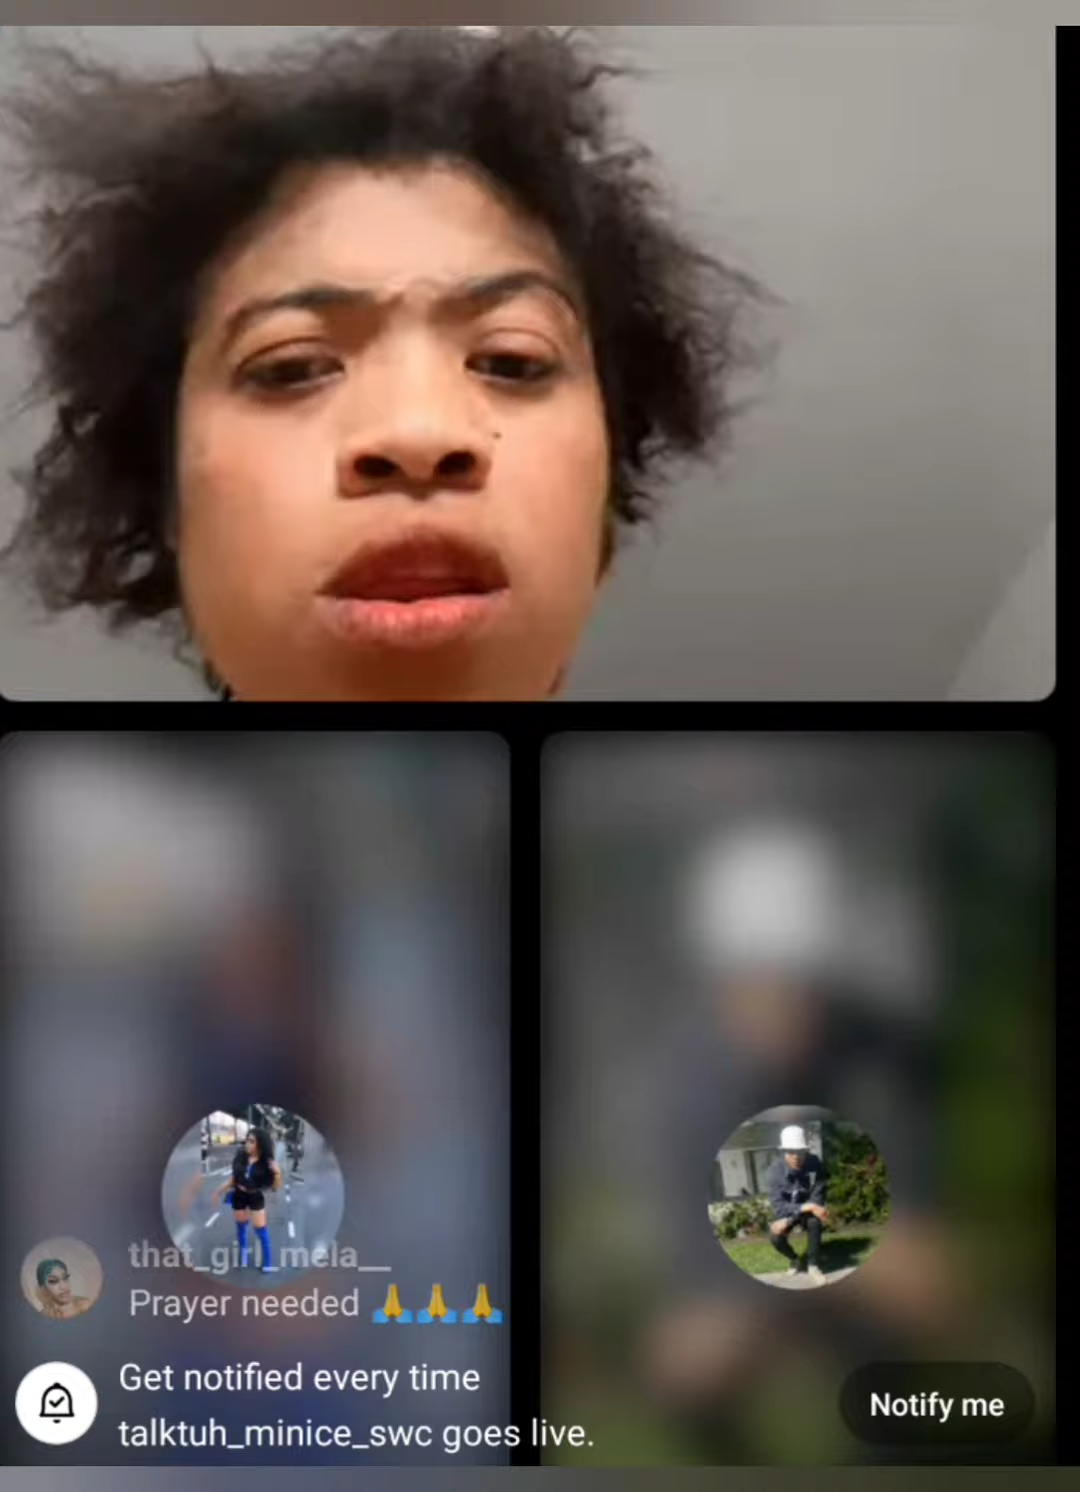 that_girl_mela__
Prayer needed 🙏🙏🙏
Get notified every time
talktuh_minice_swc goes live.
Notify me